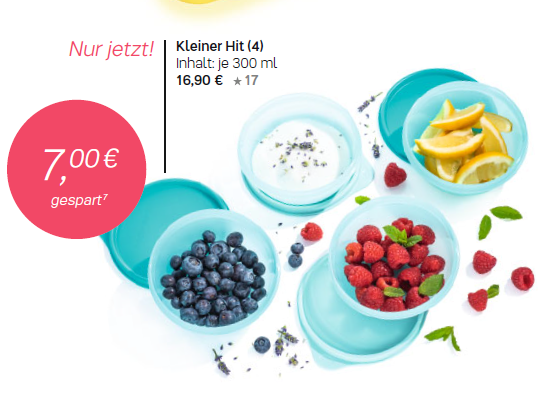 Nur jetzt!
Kleiner Hit (4)
Inhalt: je 300 ml
16,90 € ★17
7,00 €
gespart⁷